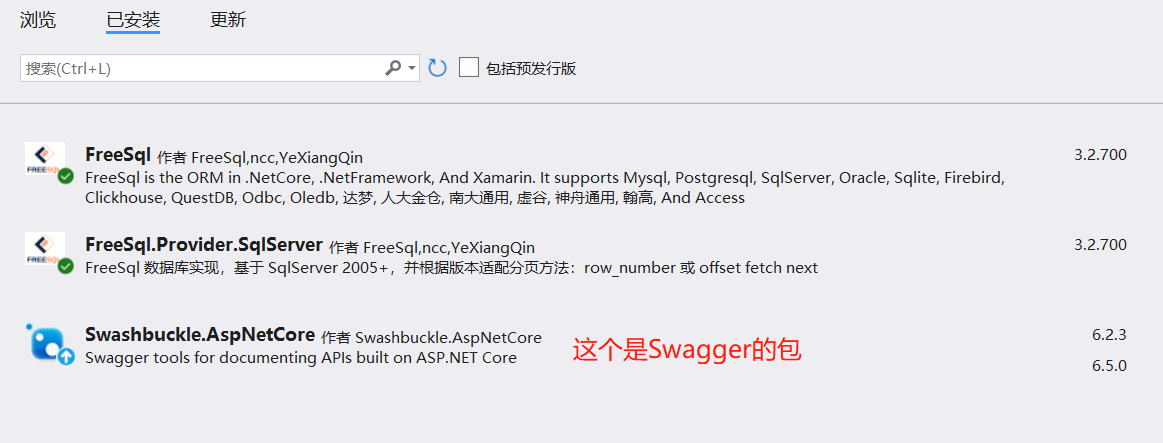 浏览 已安装 更新
搜索(Ctrl+L) 包括预发行版
FREESQL
FreeSql 作者 FreeSql,ncc,YeXiangQin 3.2.700
FreeSql is the ORM in .NetCore, .NetFramework, And Xamarin. It supports Mysql, Postgresql, SqlServer, Oracle, Sqlite, Firebird,
Clickhouse, QuestDB, Odbc, Oledb, 达梦, 人大金仓, 南大通用, 虚谷, 神舟通用, 翰高, And Access
FREESQL
FreeSql.Provider.SqlServer 作者 FreeSql,ncc,YeXiangQin 3.2.700
FreeSql 数据库实现，基于 SqlServer 2005+，并根据版本适配分页方法：row_number 或 offset fetch next
Swashbuckle.AspNetCore 作者 Swashbuckle.AspNetCore 6.2.3
Swagger tools for documenting APIs built on ASP.NET Core 6.5.0
这个是Swagger的包